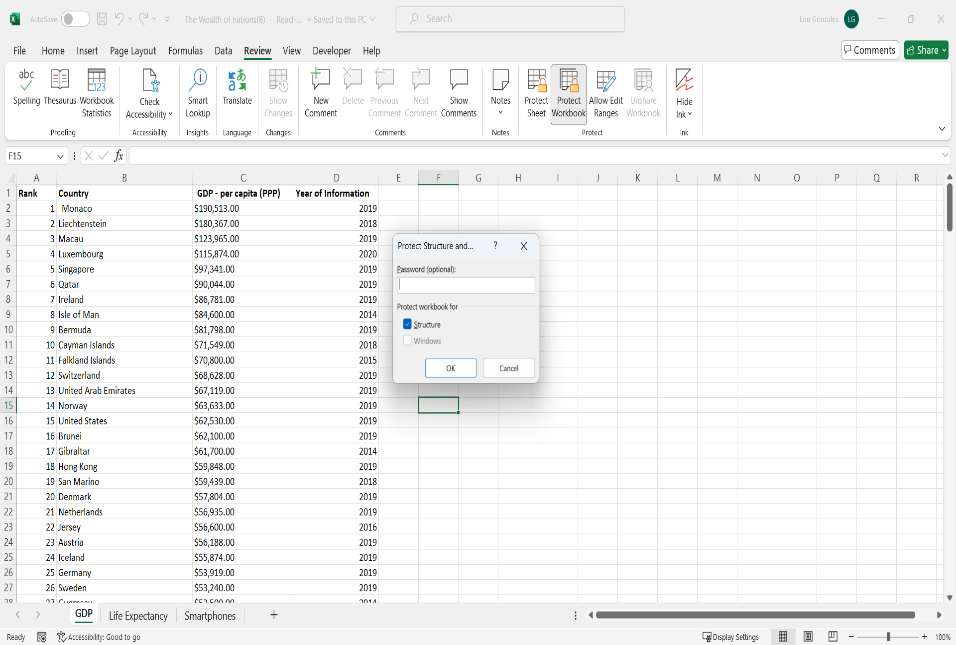 AutoSave The Wealth of nations(8) - Read-... • Saved to this PC Search Lou Gonzales LG
File Home Insert Page Layout Formulas Data Review View Developer Help Comments Share
abc
Spelling Thesaurus Workbook Statistics Check Accessibility Smart Lookup Translate Show Changes New Comment Delete Previous Comment Next Comment Show Comments Notes Protect Sheet Protect Workbook Allow Edit Ranges Unshare Workbook Hide Ink
Proofing Accessibility Insights Language Changes Comments Notes Protect Ink
F15 fx
A B C D E F G H I J K L M N O P Q R
1 Rank Country GDP - per capita (PPP) Year of Information
2 1 Monaco $190,513.00 2019
3 2 Liechtenstein $180,367.00 2018
4 3 Macau $123,965.00 2019
5 4 Luxembourg $115,874.00 2020
6 5 Singapore $97,341.00 2019
7 6 Qatar $90,044.00 2019
8 7 Ireland $86,781.00 2019
9 8 Isle of Man $84,600.00 2014
10 9 Bermuda $81,798.00 2019
11 10 Cayman Islands $71,549.00 2018
12 11 Falkland Islands $70,800.00 2015
13 12 Switzerland $68,628.00 2019
14 13 United Arab Emirates $67,119.00 2019
15 14 Norway $63,633.00 2019
16 15 United States $62,530.00 2019
17 16 Brunei $62,100.00 2019
18 17 Gibraltar $61,700.00 2014
19 18 Hong Kong $59,848.00 2019
20 19 San Marino $59,439.00 2018
21 20 Denmark $57,804.00 2019
22 21 Netherlands $56,935.00 2019
23 22 Jersey $56,600.00 2016
24 23 Austria $56,188.00 2019
25 24 Iceland $55,874.00 2019
26 25 Germany $53,919.00 2019
27 26 Sweden $53,240.00 2019
Protect Structure and... ?
Password (optional):
Protect workbook for
Structure
Windows
OK Cancel
GDP Life Expectancy Smartphones
Ready Accessibility: Good to go Display Settings 100%